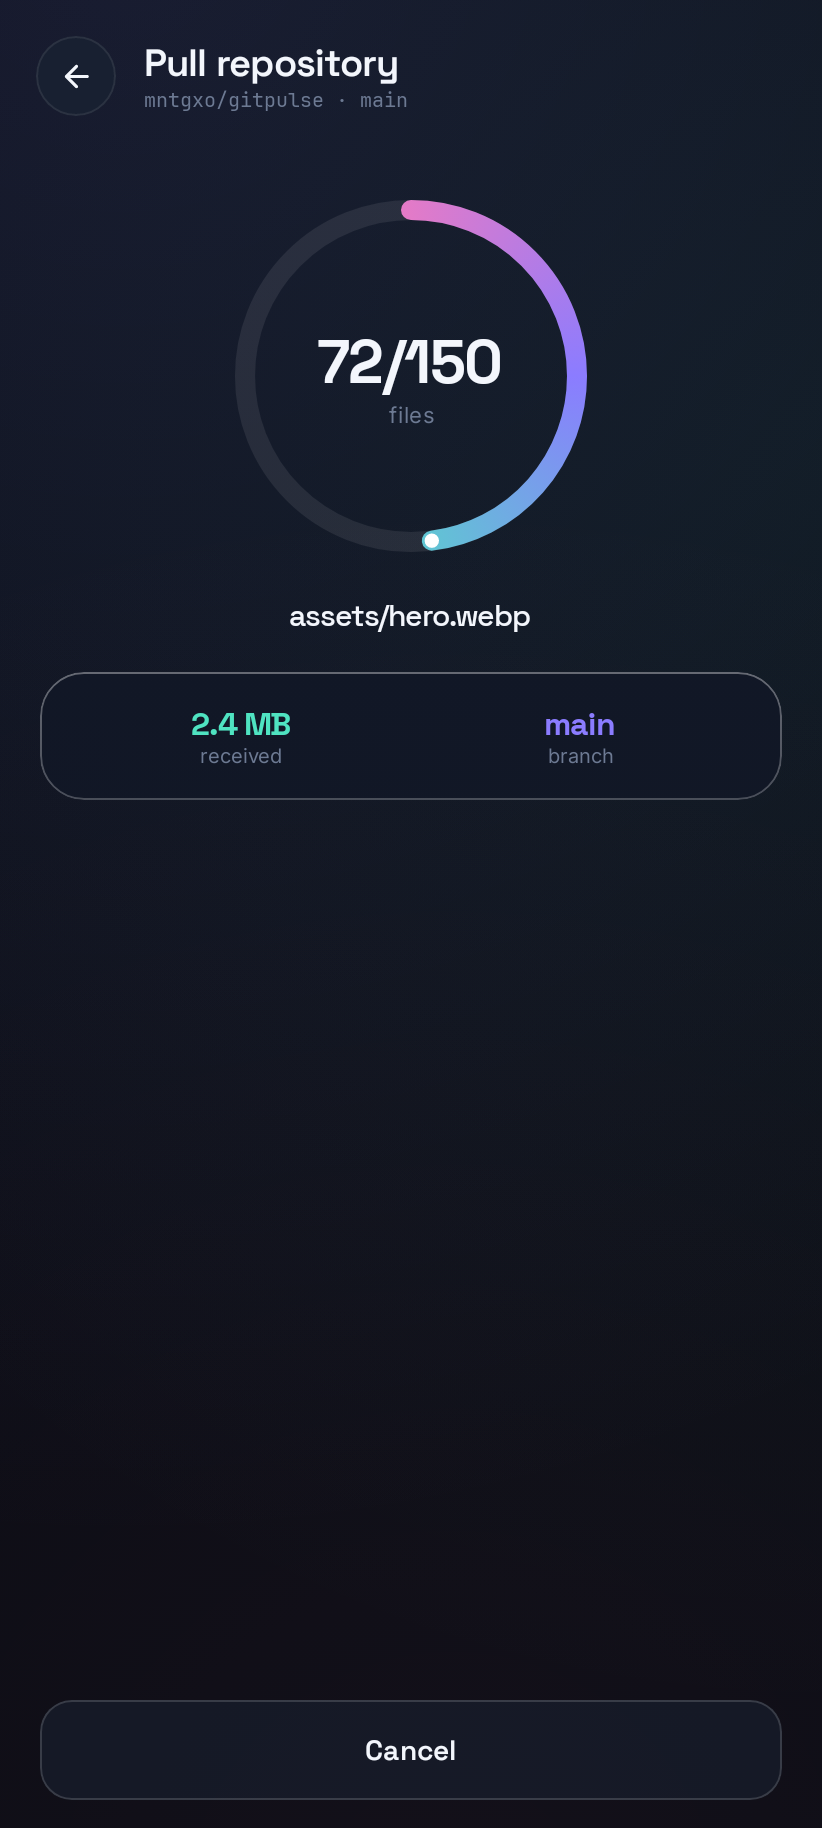 Pull repository
mntgxo/gitpulse · main
72/150
files
assets/hero.webp
2.4 MB
received
main
branch
Cancel